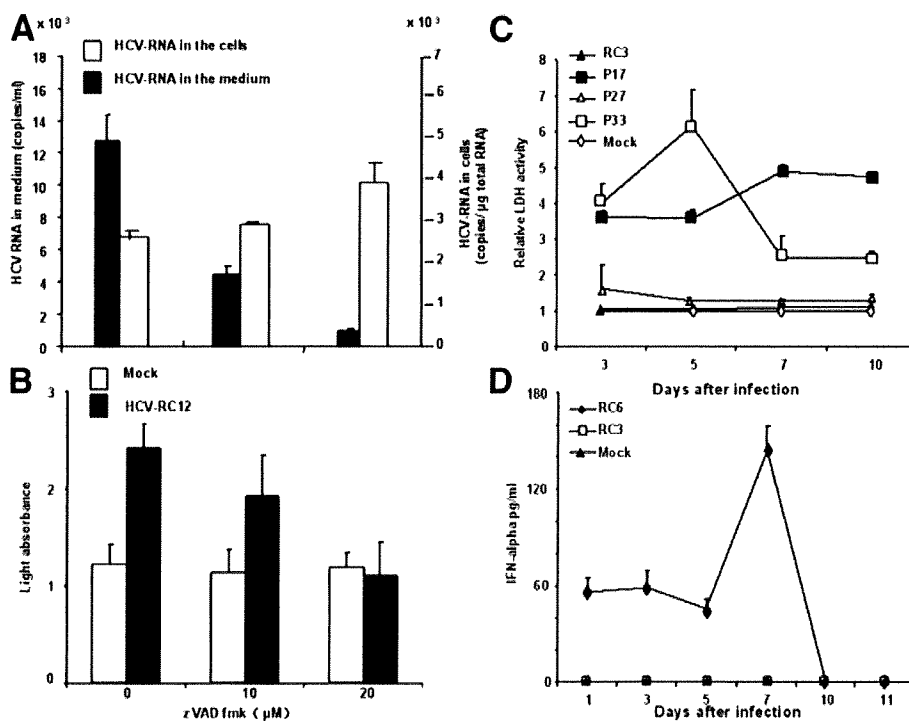 A
x 10³
x 10³
HCV-RNA in the cells
HCV-RNA in the medium
HCV RNA in medium (copies/ml)
18
16
14
12
10
8
6
4
2
0
7
6
5
4
3
2
1
0
HCV-RNA in cells
(copies/ µg total RNA)
B
Mock
HCV-RC12
Light absorbance
3
2
1
0
0
10
20
zVAD fmk ( µM)
C
RC3
P17
P27
P33
Mock
Relative LDH activity
8
7
6
5
4
3
2
1
0
3
5
7
10
Days after infection
D
RC6
RC3
Mock
IFN-alpha pg/ml
180
120
60
0
1
3
5
7
10
11
Days after infection